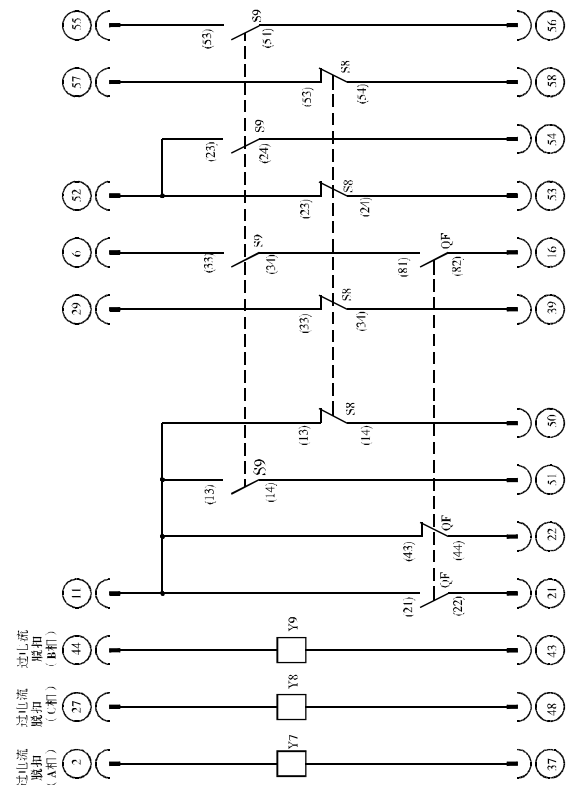 55
(53)
S9
(54)
56
57
(53)
S8
(54)
58
(23)
S9
(24)
54
52
(23)
S8
(24)
53
6
(33)
S9
(34)
(81)
QF
(82)
16
29
(33)
S8
(34)
39
(13)
S8
(14)
50
(13)
S9
(14)
51
(43)
QF
(44)
22
11
(21)
QF
(22)
21
过电流
脱扣
(B相)
44
Y9
43
过电流
脱扣
(C相)
27
Y8
48
过电流
脱扣
(A相)
2
Y7
37